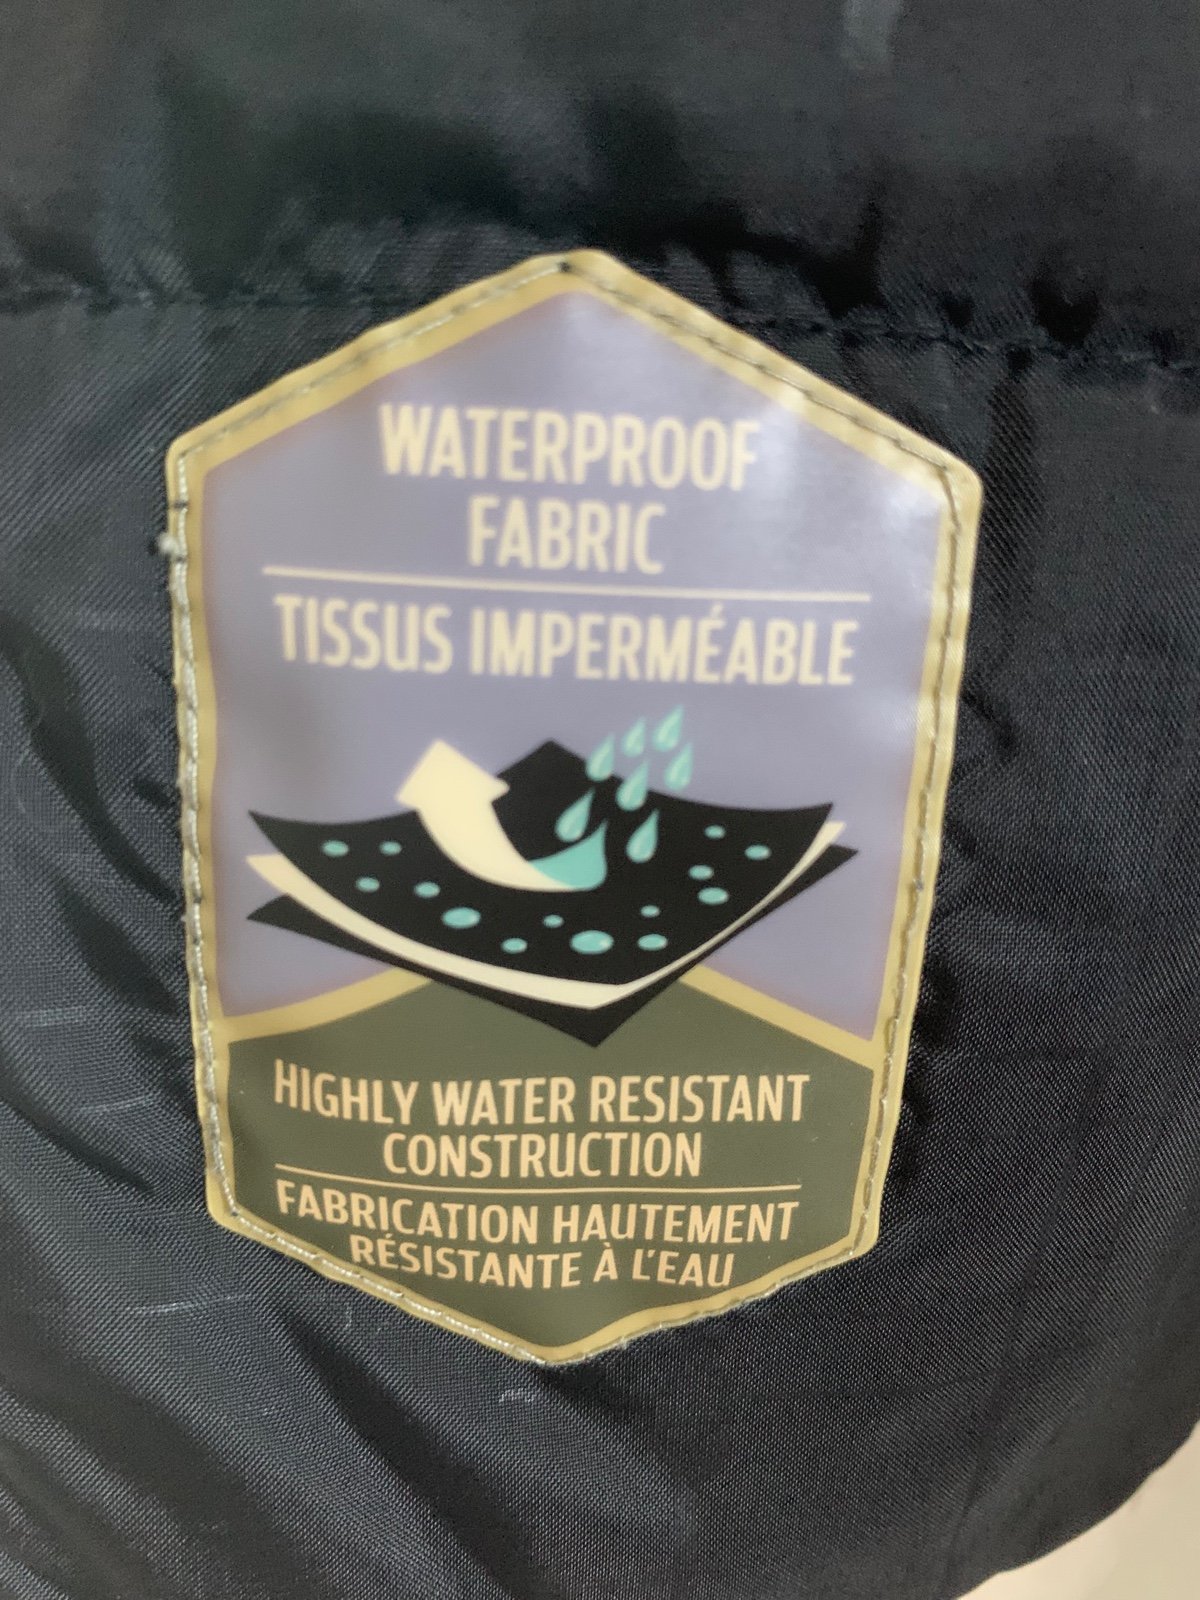 WATERPROOF
FABRIC
TISSUS IMPERMÉABLE
HIGHLY WATER RESISTANT
CONSTRUCTION
FABRICATION HAUTEMENT
RÉSISTANTE À L'EAU